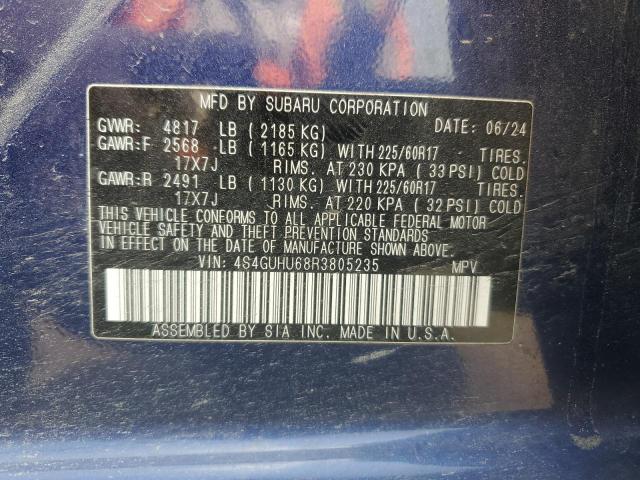 MFD BY SUBARU CORPORATION
GVWR: 4817 LB ( 2185 KG) DATE: 06/24
GAWR:F 2568 LB ( 1165 KG) WITH 225/60R17 TIRES.
17X7J RIMS. AT 230 KPA ( 33 PSI) COLD
GAWR:R 2491 LB ( 1130 KG) WITH 225/60R17 TIRES.
17X7J RIMS. AT 220 KPA ( 32 PSI) COLD
THIS VEHICLE CONFORMS TO ALL APPLICABLE FEDERAL MOTOR
VEHICLE SAFETY AND THEFT PREVENTION STANDARDS IN EFFECT
ON THE DATE OF MANUFACTURE SHOWN ABOVE.
VIN: 4S4GUHU68R3805235 MPV
ASSEMBLED BY SIA INC. MADE IN U.S.A.